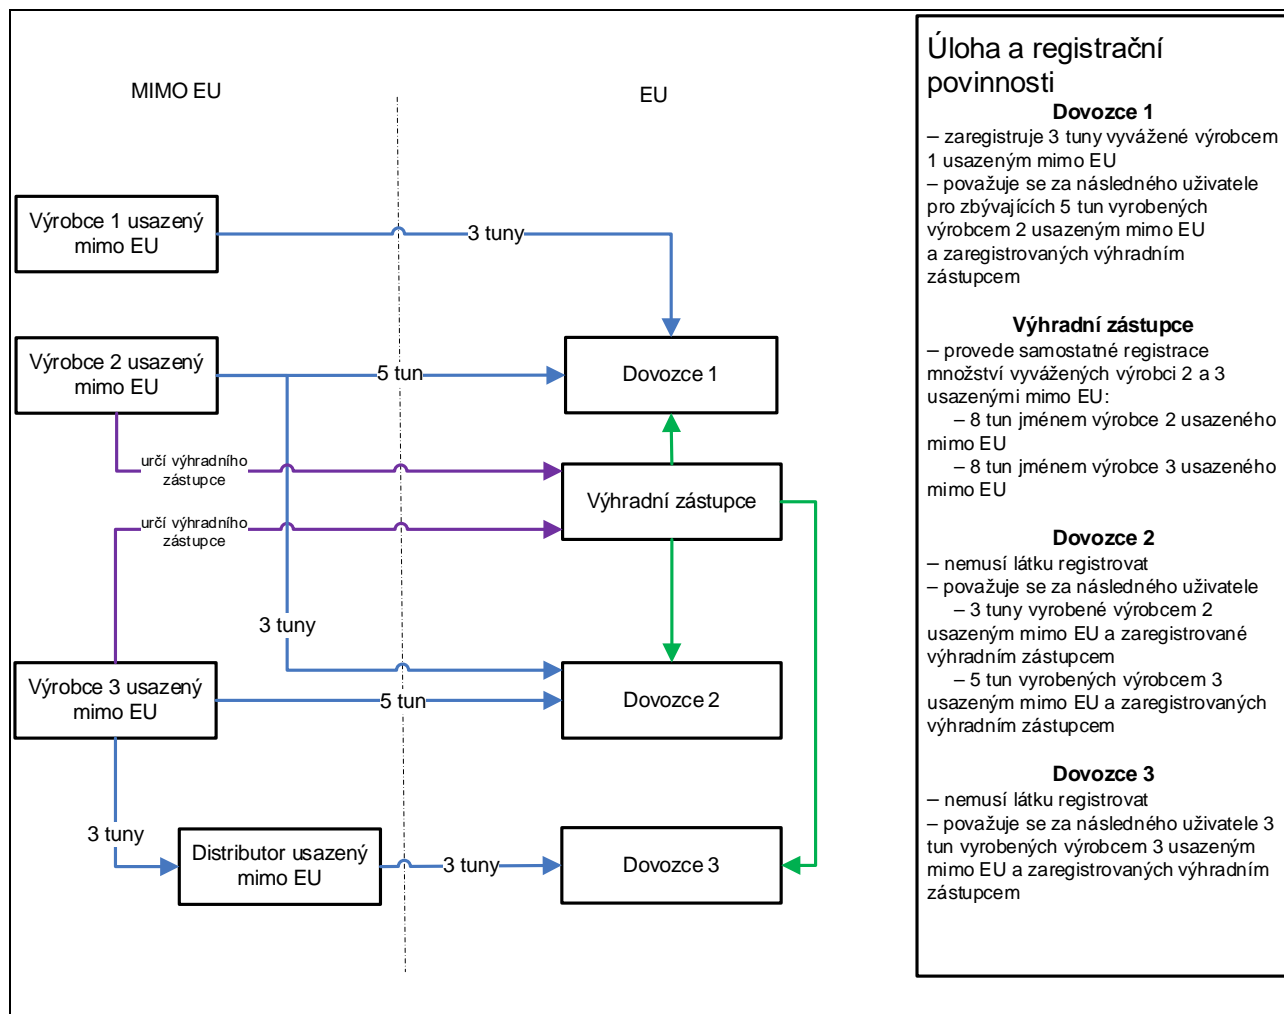 MIMO EU
EU
Výrobce 1 usazený
mimo EU
3 tuny
Výrobce 2 usazený
mimo EU
5 tun
Dovozce 1
určí výhradního
zástupce
Výhradní zástupce
určí výhradního
zástupce
3 tuny
Výrobce 3 usazený
mimo EU
5 tun
Dovozce 2
3 tuny
Distributor usazený
mimo EU
3 tuny
Dovozce 3
Úloha a registrační
povinnosti
Dovozce 1
– zaregistruje 3 tuny vyvážené výrobcem
1 usazeným mimo EU
– považuje se za následného uživatele
pro zbývajících 5 tun vyrobených
výrobcem 2 usazeným mimo EU
a zaregistrovaných výhradním
zástupcem
Výhradní zástupce
– provede samostatné registrace
množství vyvážených výrobci 2 a 3
usazenými mimo EU:
– 8 tun jménem výrobce 2 usazeného
mimo EU
– 8 tun jménem výrobce 3 usazeného
mimo EU
Dovozce 2
– nemusí látku registrovat
– považuje se za následného uživatele
– 3 tuny vyrobené výrobcem 2
usazeným mimo EU a zaregistrované
výhradním zástupcem
– 5 tun vyrobených výrobcem 3
usazeným mimo EU a zaregistrovaných
výhradním zástupcem
Dovozce 3
– nemusí látku registrovat
– považuje se za následného uživatele 3
tun vyrobených výrobcem 3 usazeným
mimo EU a zaregistrovaných výhradním
zástupcem